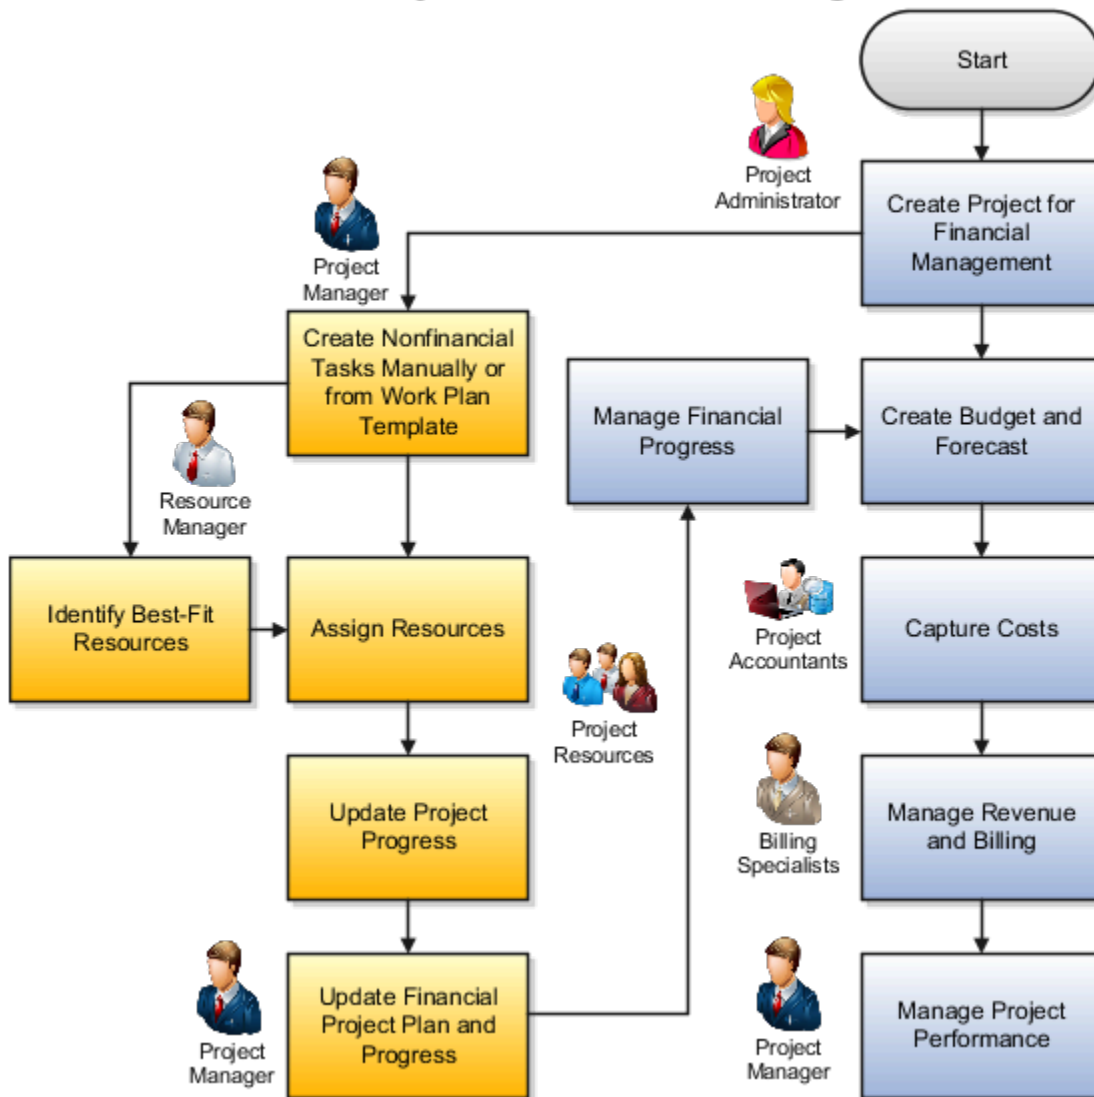 Start
Project
Administrator
Create Project for
Financial
Management
Project
Manager
Create Nonfinancial
Tasks Manually or
from Work Plan
Template
Manage Financial
Progress
Create Budget and
Forecast
Resource
Manager
Identify Best-Fit
Resources
Assign Resources
Project
Resources
Project
Accountants
Capture Costs
Update Project
Progress
Billing
Specialists
Manage Revenue
and Billing
Project
Manager
Update Financial
Project Plan and
Progress
Project
Manager
Manage Project
Performance